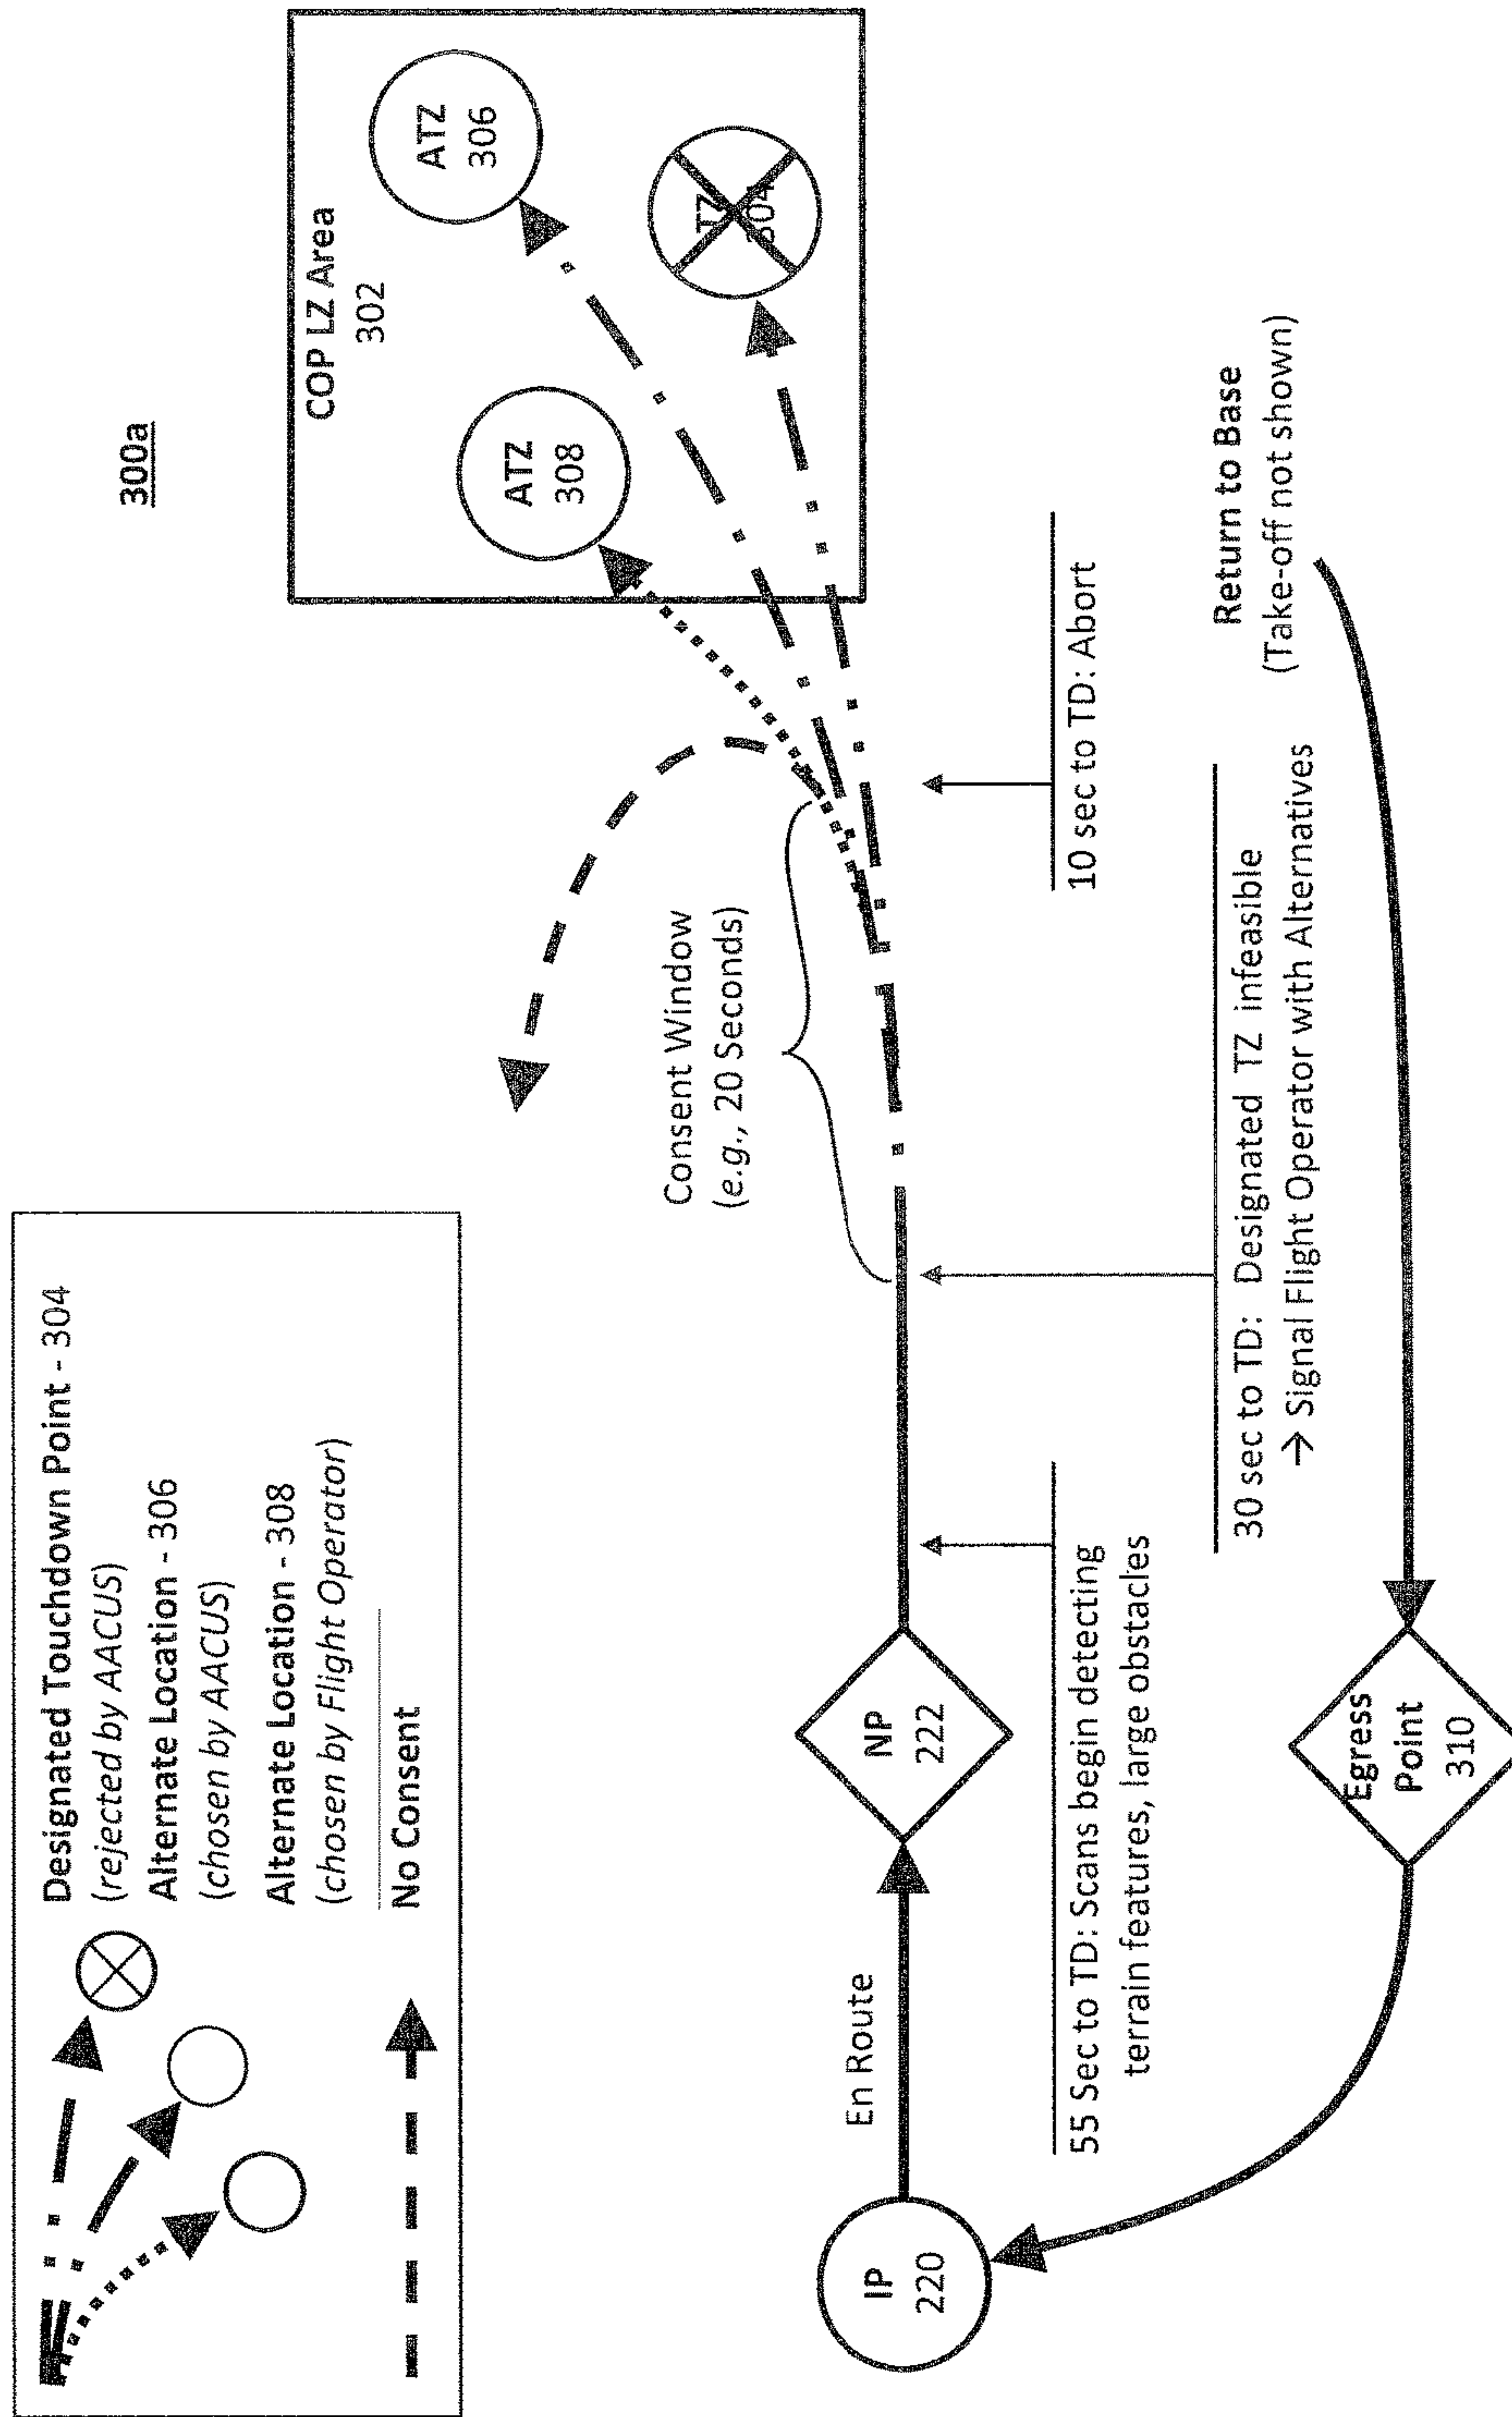 300a
Designated Touchdown Point - 304
(rejected by AACUS)
Alternate Location - 306
(chosen by AACUS)
Alternate Location - 308
(chosen by Flight Operator)
No Consent
COP LZ Area
302
ATZ
306
ATZ
308
TZ
304
Consent Window
(e.g., 20 Seconds)
En Route
IP
220
NP
222
55 Sec to TD: Scans begin detecting
terrain features, large obstacles
10 sec to TD: Abort
30 sec to TD: Designated TZ infeasible
→ Signal Flight Operator with Alternatives
Return to Base
(Take-off not shown)
Egress
Point
310